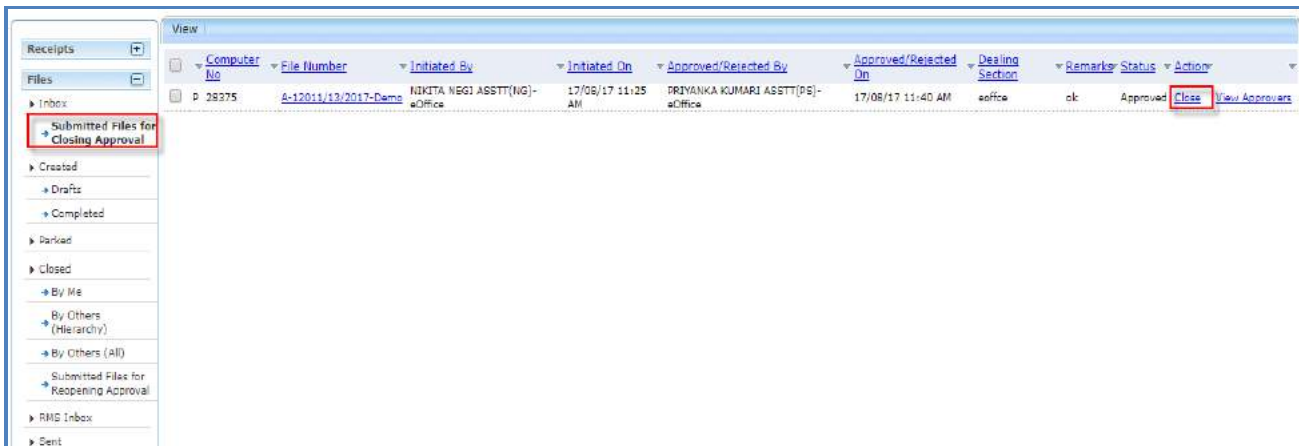 View
Receipts
Files
Inbox
Submitted Files for
Closing Approval
Created
Drafts
Completed
Parked
Closed
By Me
By Others
(Hierarchy)
By Others (All)
Submitted Files for
Reopening Approval
RMS Inbox
Sent
Computer No
File Number
Initiated By
Initiated On
Approved/Rejected By
Approved/Rejected On
Dealing Section
Remarks
Status
Action
P 28375
A-12011/13/2017-Demo
NIKITA NEGI ASSTT(NG)-
eOffice
17/08/17 11:25
AM
PRIYANKA KUMARI ASSTT(PS)-
eOffice
17/08/17 11:40 AM
eoffce
ok
Approved
Close
View Approvers